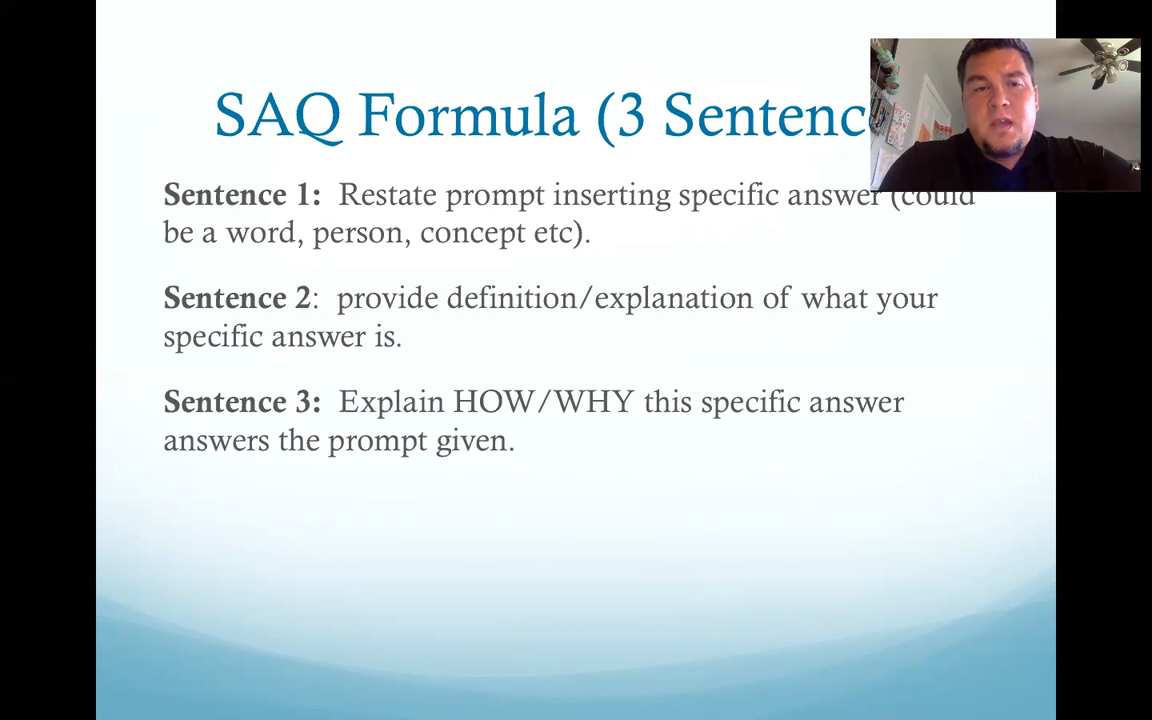 SAQ Formula (3 Sentenc
Sentence 1: Restate prompt inserting specific answer (could
be a word, person, concept etc).
Sentence 2: provide definition/explanation of what your
specific answer is.
Sentence 3: Explain HOW/WHY this specific answer
answers the prompt given.